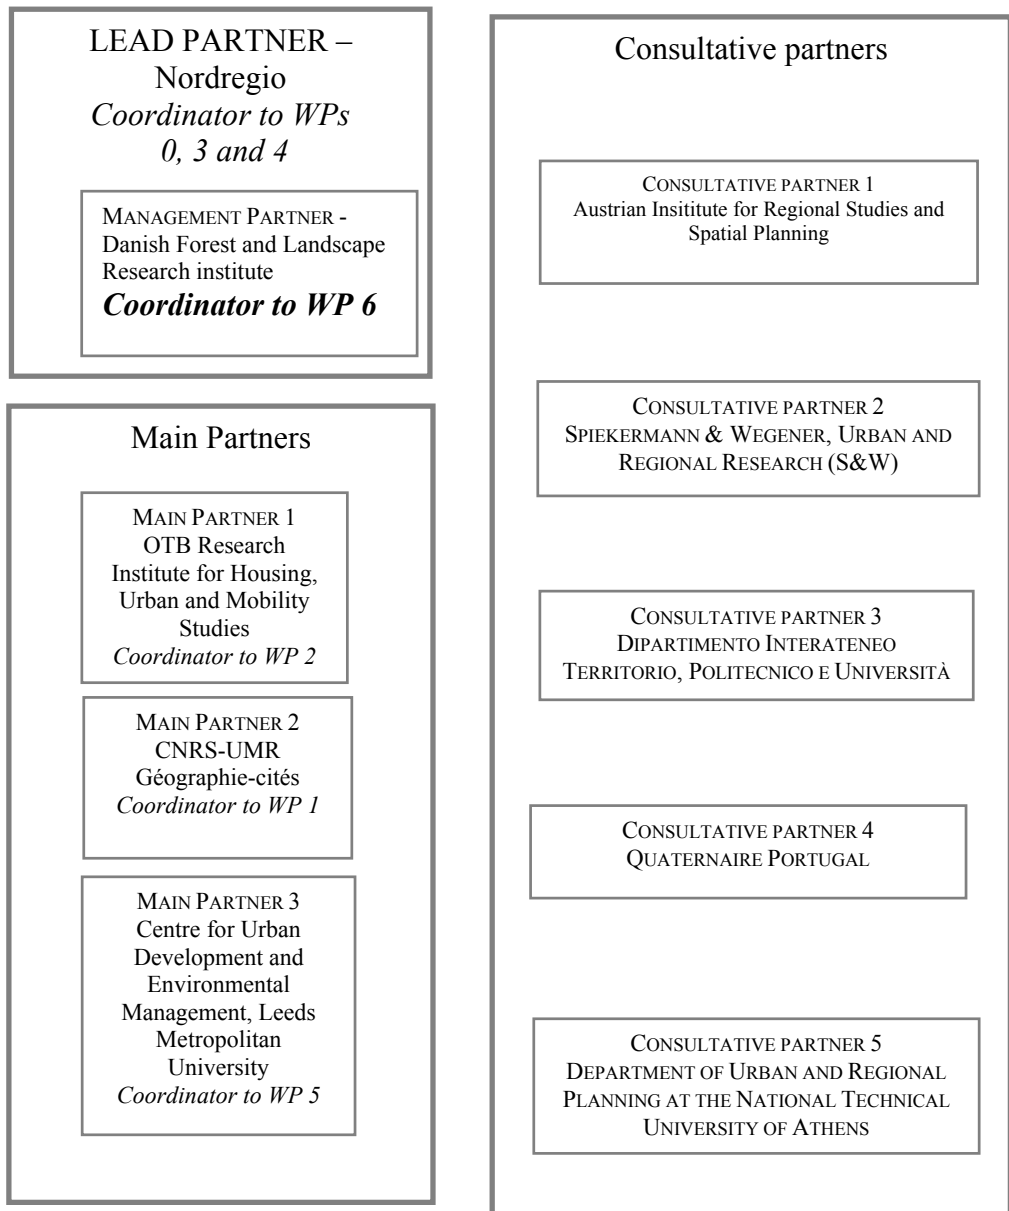 LEAD PARTNER –
Nordregio
Coordinator to WPs
0, 3 and 4
MANAGEMENT PARTNER -
Danish Forest and Landscape
Research institute
Coordinator to WP 6
Main Partners
MAIN PARTNER 1
OTB Research
Institute for Housing,
Urban and Mobility
Studies
Coordinator to WP 2
MAIN PARTNER 2
CNRS-UMR
Géographie-cités
Coordinator to WP 1
MAIN PARTNER 3
Centre for Urban
Development and
Environmental
Management, Leeds
Metropolitan
University
Coordinator to WP 5
Consultative partners
CONSULTATIVE PARTNER 1
Austrian Insititute for Regional Studies and
Spatial Planning
CONSULTATIVE PARTNER 2
SPIEKERMANN & WEGENER, URBAN AND
REGIONAL RESEARCH (S&W)
CONSULTATIVE PARTNER 3
DIPARTIMENTO INTERATENEO
TERRITORIO, POLITECNICO E UNIVERSITÀ
CONSULTATIVE PARTNER 4
QUATERNAIRE PORTUGAL
CONSULTATIVE PARTNER 5
DEPARTMENT OF URBAN AND REGIONAL
PLANNING AT THE NATIONAL TECHNICAL
UNIVERSITY OF ATHENS